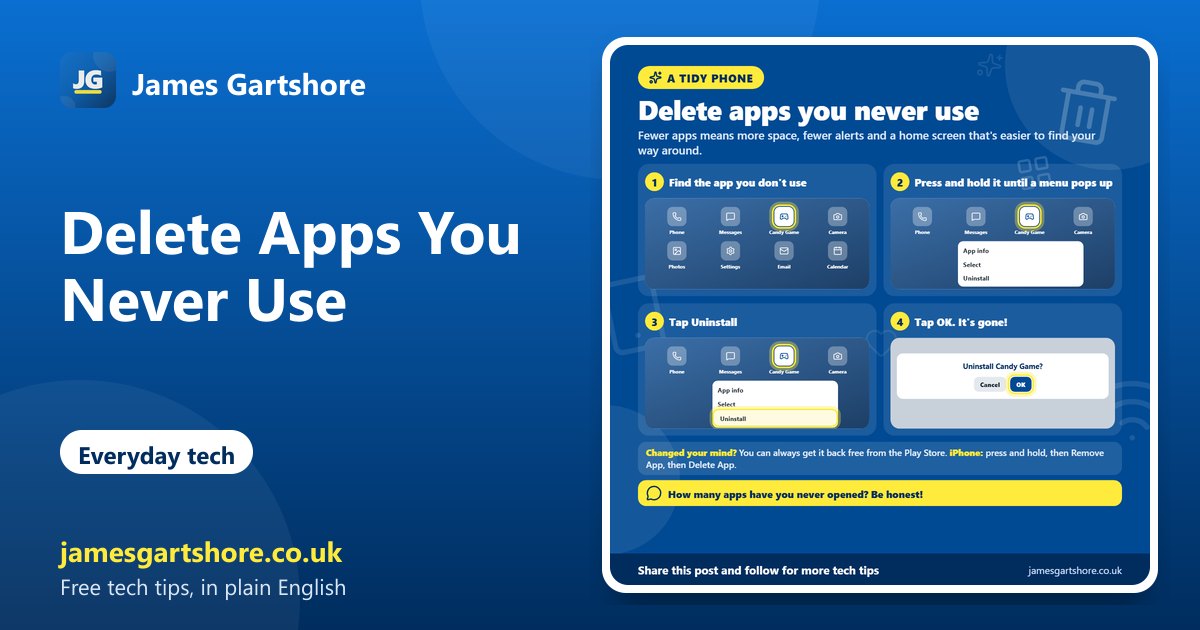 JG
James Gartshore
Delete Apps You
Never Use
Everyday tech
jamesgartshore.co.uk
Free tech tips, in plain English
A TIDY PHONE
Delete apps you never use
Fewer apps means more space, fewer alerts and a home screen that's easier to find your
way around.
1 Find the app you don't use
Phone Messages Candy Game Camera
Photos Settings Email Calendar
2 Press and hold it until a menu pops up
Phone Messages Candy Game Camera
App info
Select
Uninstall
3 Tap Uninstall
Phone Messages Candy Game Camera
App info
Select
Uninstall
4 Tap OK. It's gone!
Uninstall Candy Game?
Cancel OK
Changed your mind? You can always get it back free from the Play Store. iPhone: press and hold, then Remove
App, then Delete App.
How many apps have you never opened? Be honest!
Share this post and follow for more tech tips
jamesgartshore.co.uk